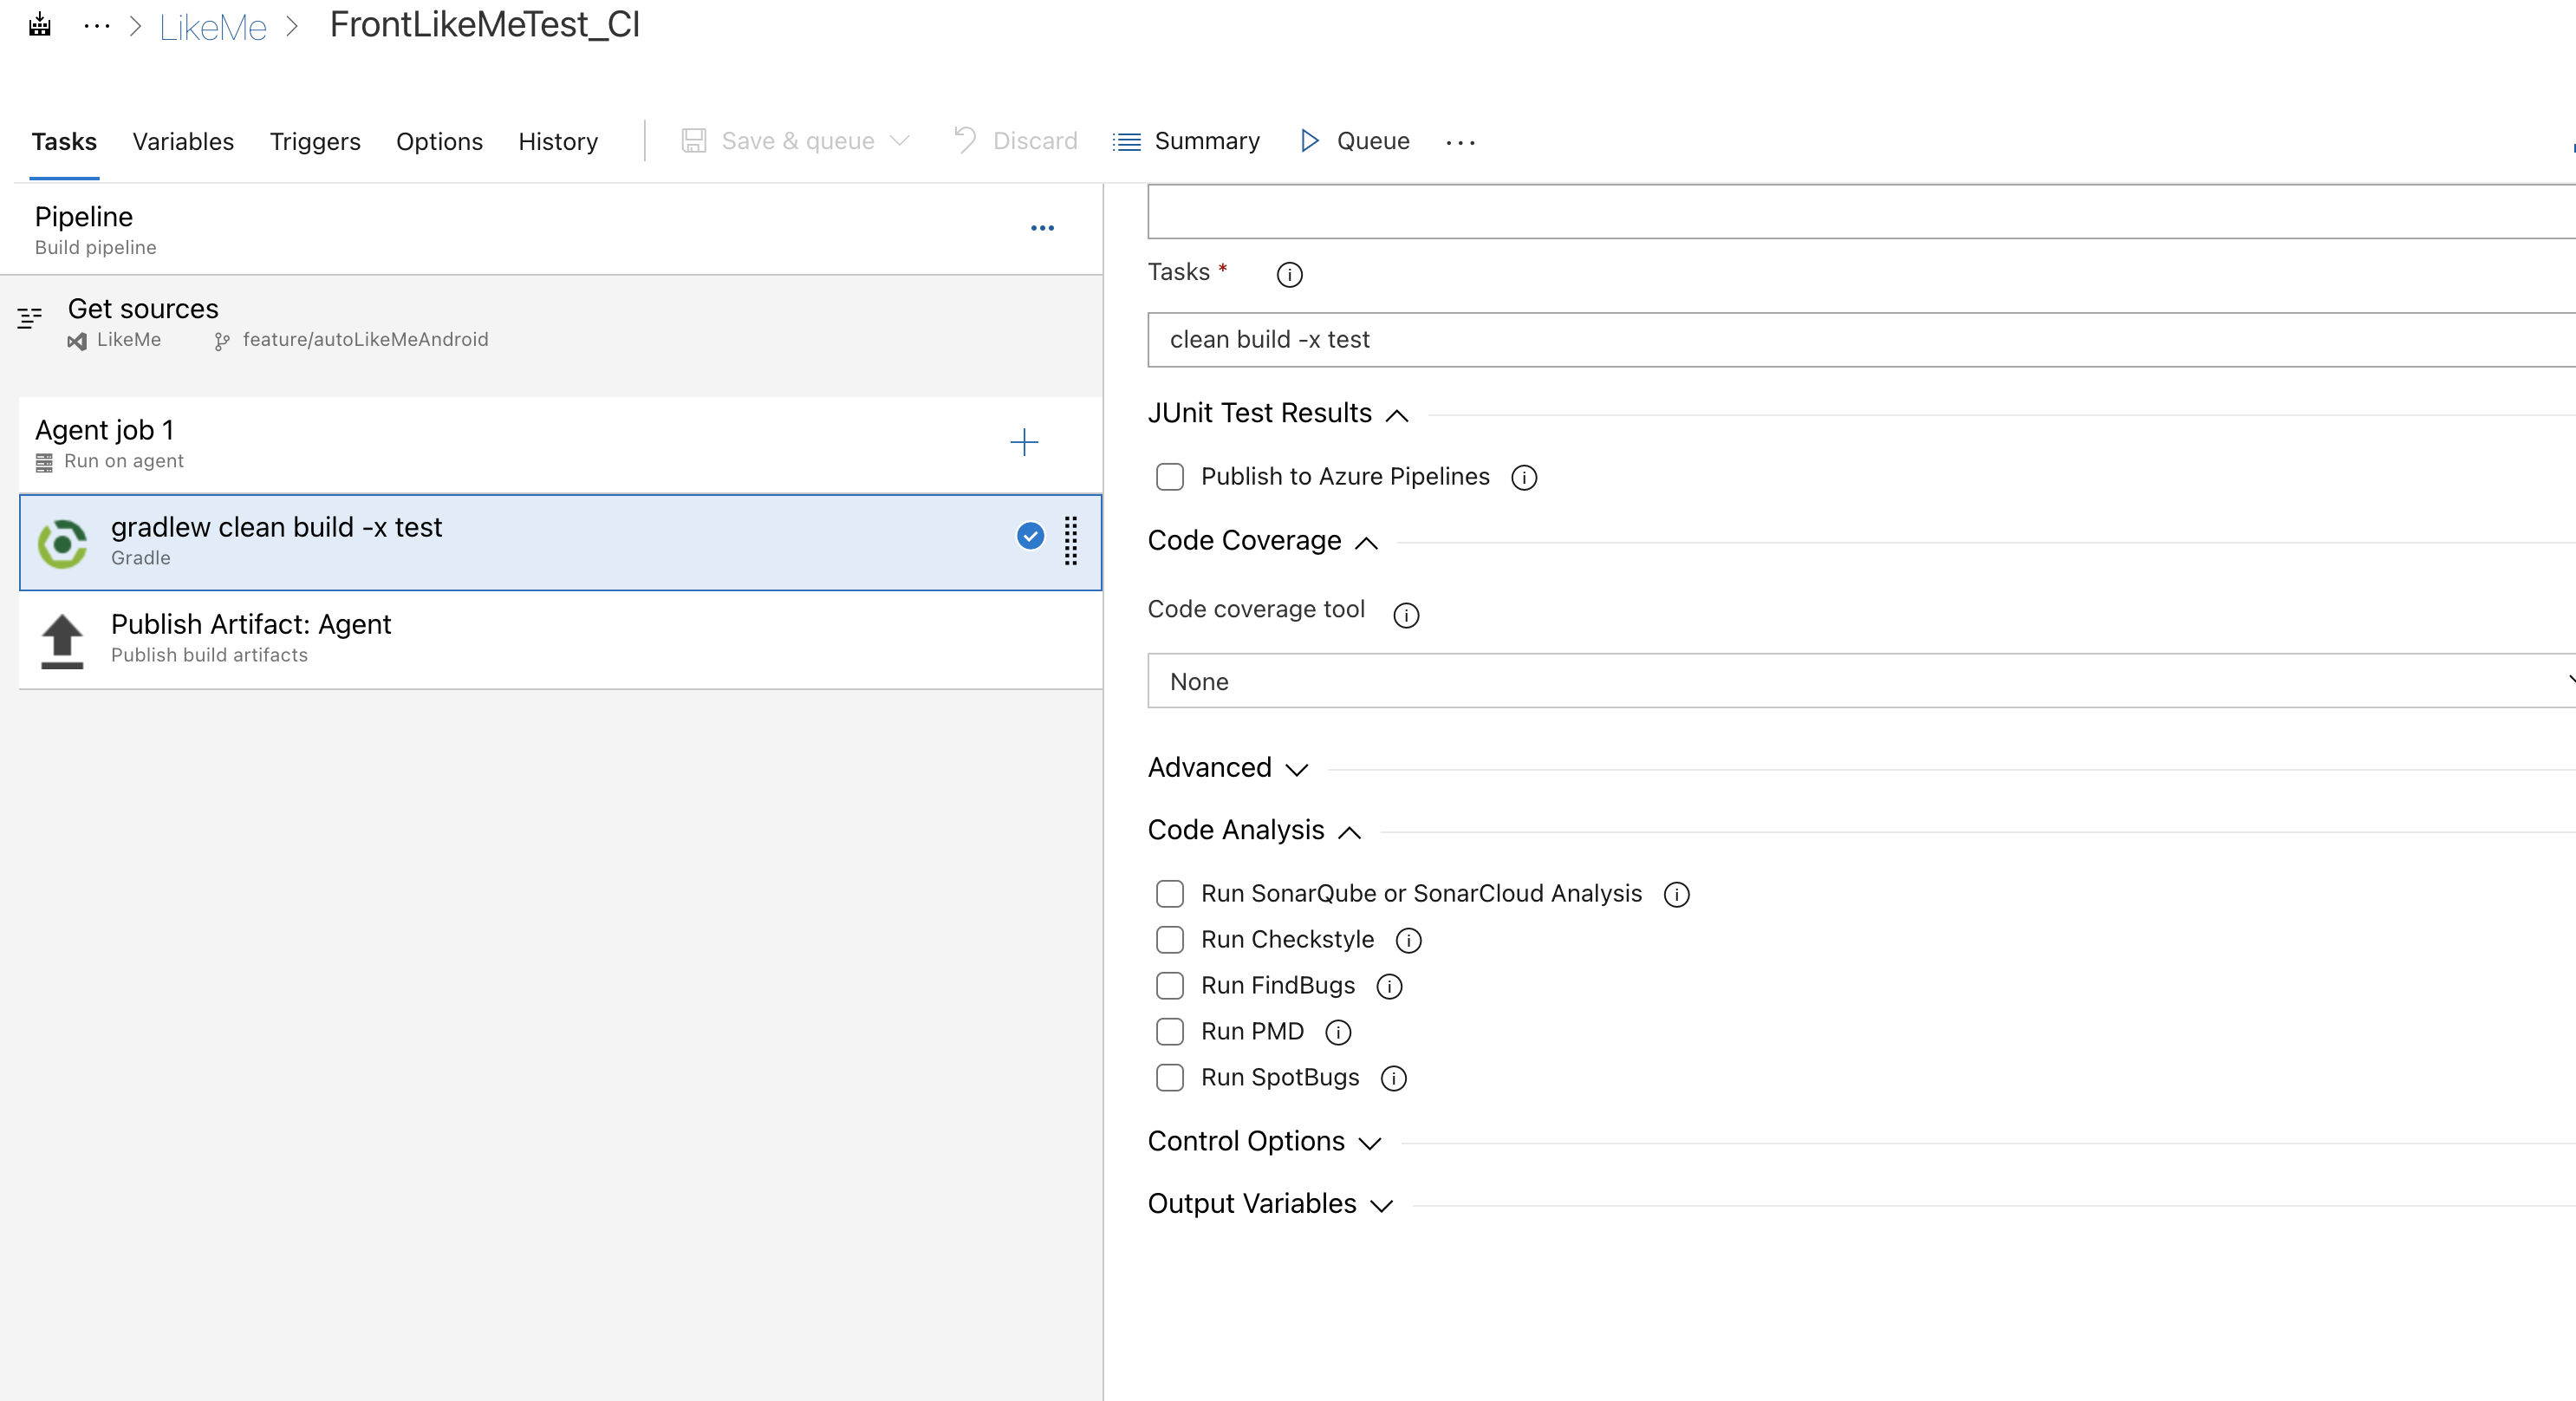 ··· > LikeMe > FrontLikeMeTest_CI
Tasks Variables Triggers Options History Save & queue Discard Summary Queue ···
Pipeline
Build pipeline
Get sources
LikeMe feature/autoLikeMeAndroid
Agent job 1
Run on agent
gradlew clean build -x test
Gradle
Publish Artifact: Agent
Publish build artifacts
Tasks *
clean build -x test
JUnit Test Results
Publish to Azure Pipelines
Code Coverage
Code coverage tool
None
Advanced
Code Analysis
Run SonarQube or SonarCloud Analysis
Run Checkstyle
Run FindBugs
Run PMD
Run SpotBugs
Control Options
Output Variables